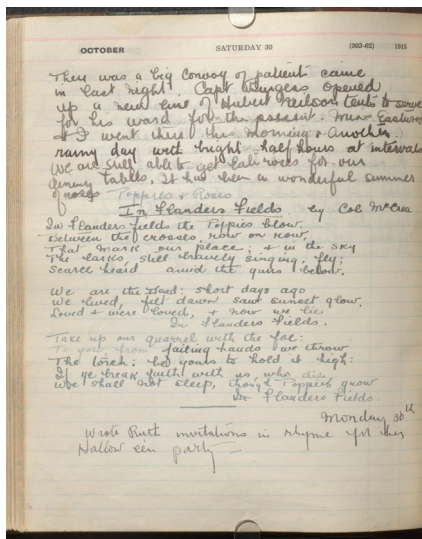 OCTOBER SATURDAY 30 (303-62) 1915
There was a big convoy of patients came
in last night. Capt Burgess opened
up a new line of Hubert Neilson tents to serve
for his ward for the present. Miss
& I went there this morning. Another
rainy day with bright half hours at intervals
We are still able to get roses for our
tables. It has been a wonderful summer
of roses Poppies & Roses
In Flanders Fields by Col. McCrea
In Flanders fields the Poppies blow.
Between the crosses, row on row,
That mark our place; & in the sky
The larks, still bravely singing, fly;
Scarce heard amid the guns below.
We are the Dead: short days ago
We lived, felt dawn saw sunset glow.
Loved & were loved, & now we lie
In Flanders Fields.
Take up our quarrel with the foe:
To you from failing hands we throw
The torch: be yours to hold it high:
If ye break faith with us, who die
We shall not sleep, though Poppies grow
In Flanders Fields.
Monday 30th
Wrote Ruth invitations in rhyme for her
Hallow een party —